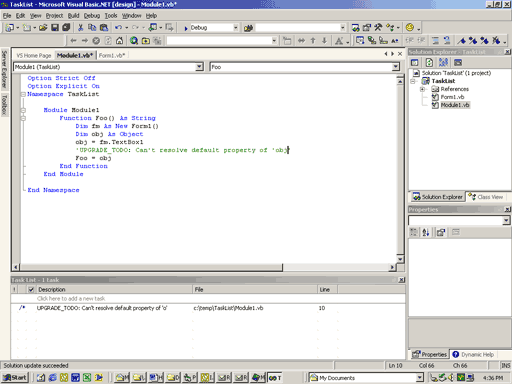 TaskList - Microsoft Visual Basic.NET [design] - Module1.vb*
File Edit View Project Build Debug Tools Window Help
Debug
VS Home Page Module1.vb* Form1.vb*
Module1 (TaskList) Foo
Option Strict Off
Option Explicit On
Namespace TaskList
Module Module1
Function Foo() As String
Dim fm As New Form1()
Dim obj As Object
obj = fm.TextBox1
'UPGRADE_TODO: Can't resolve default property of 'obj
Foo = obj
End Function
End Module
End Namespace
Server Explorer
Toolbox
Solution Explorer - TaskList
Solution 'TaskList' (1 project)
TaskList
References
Form1.vb
Module1.vb
Solution Explorer Class View
Properties
Task List - 1 task
! Description File Line
Click here to add a new task
UPGRADE_TODO: Can't resolve default property of 'o' c:\temp\TaskList\Module1.vb 10
Properties Dynamic Help
Solution update succeeded Ln 10 Col 66 Ch 66 INS
Start My Documents 4:36 PM